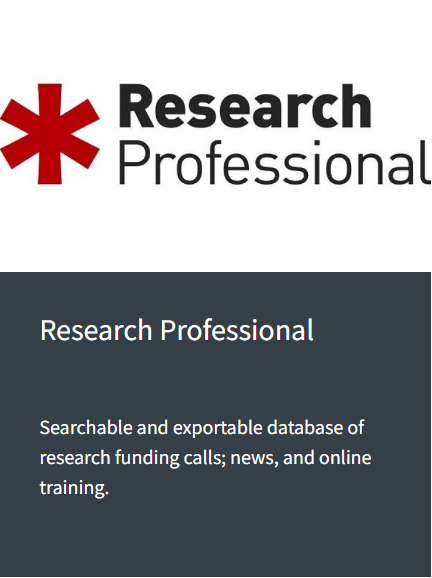 Research
Professional
Research Professional
Searchable and exportable database of
research funding calls; news, and online
training.